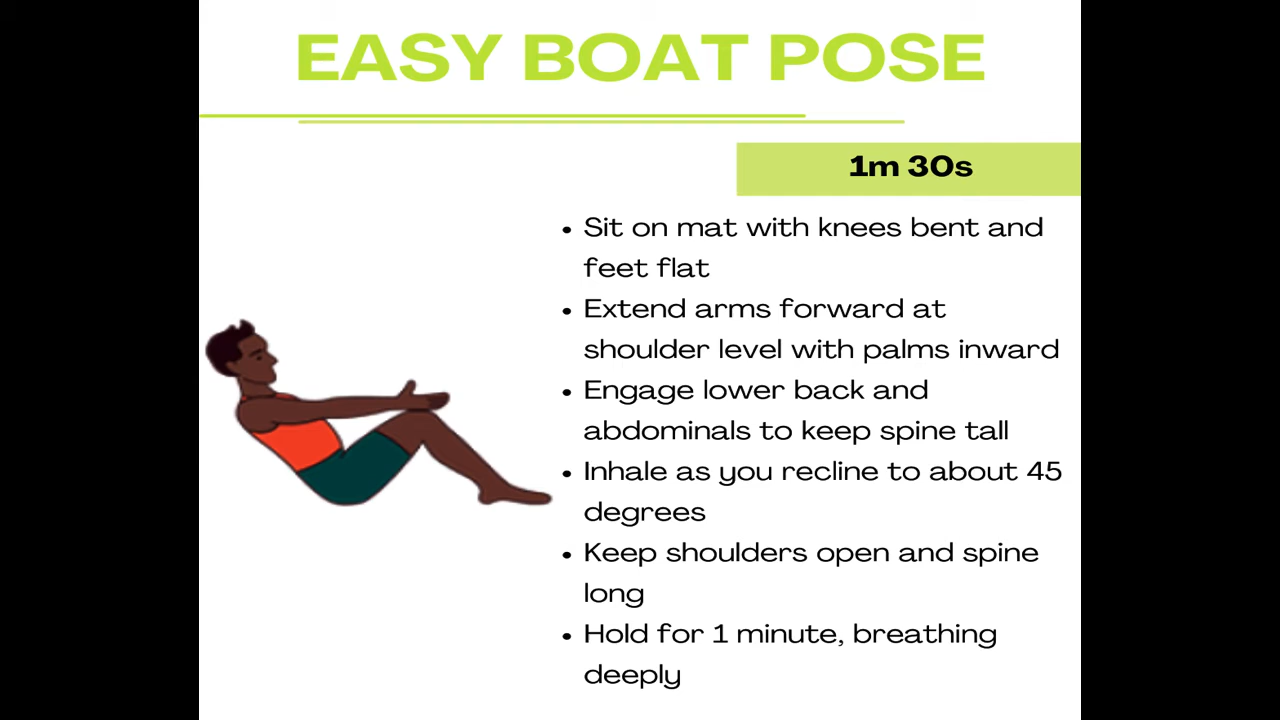 EASY BOAT POSE
1m 30s
• Sit on mat with knees bent and
feet flat
• Extend arms forward at
shoulder level with palms inward
• Engage lower back and
abdominals to keep spine tall
• Inhale as you recline to about 45
degrees
• Keep shoulders open and spine
long
• Hold for 1 minute, breathing
deeply